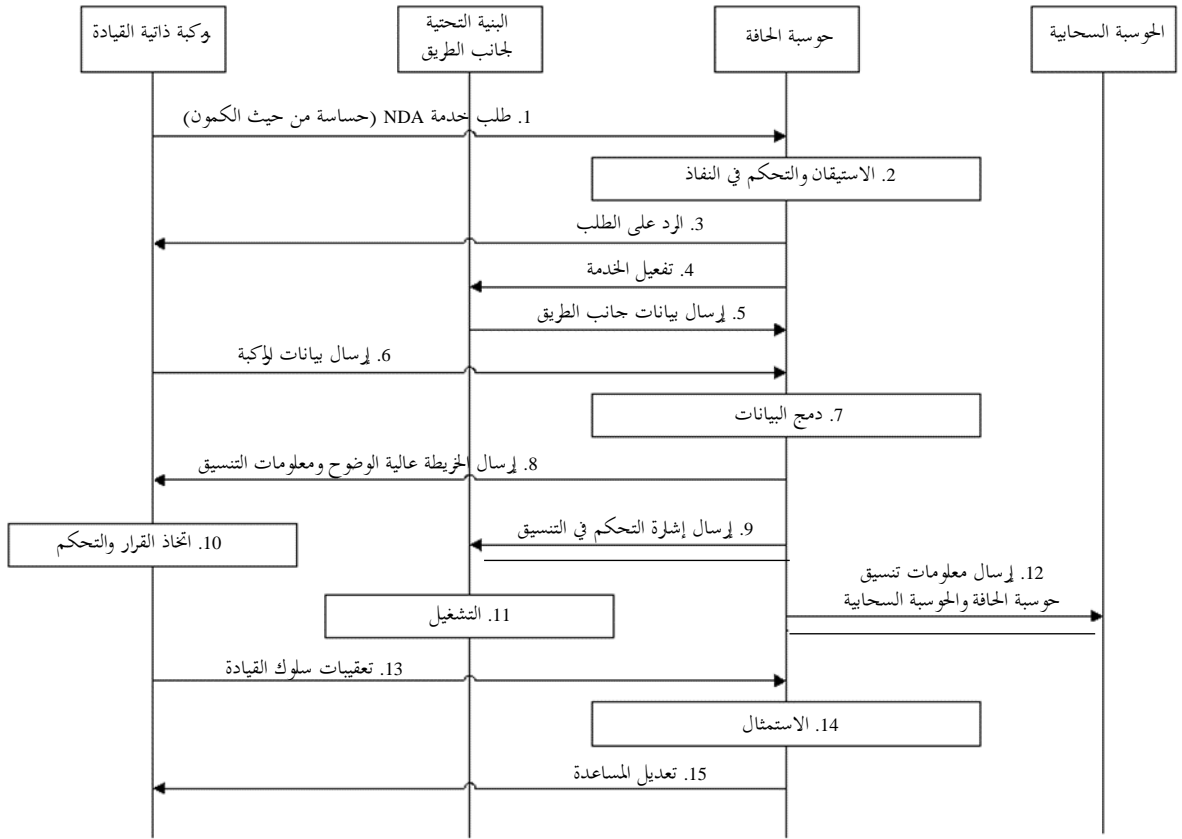 مركبة ذاتية القيادة
البنية التحتية
لجانب الطريق
حوسبة الحافة
الحوسبة السحابية
1. طلب خدمة NDA (حساسة من حيث الكمون)
2. الاستيقان والتحكم في النفاذ
3. الرد على الطلب
4. تفعيل الخدمة
5. إرسال بيانات جانب الطريق
6. إرسال بيانات المركبة
7. دمج البيانات
8. إرسال الخريطة عالية الوضوح ومعلومات التنسيق
9. إرسال إشارة التحكم في التنسيق
10. اتخاذ القرار والتحكم
12. إرسال معلومات تنسيق
حوسبة الحافة والحوسبة السحابية
11. التشغيل
13. تعقيبات سلوك القيادة
14. الاستمثال
15. تعديل المساعدة